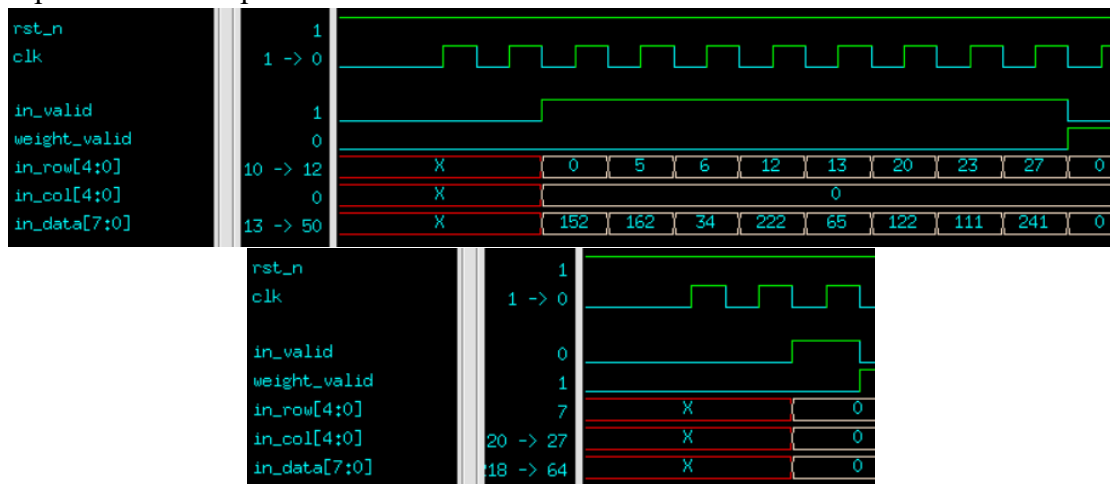 rst_n 1
clk 1 -> 0
in_valid 1
weight_valid 0
in_row[4:0] 10 -> 12 X 0 5 6 12 13 20 23 27 0
in_col[4:0] 0 X 0
in_data[7:0] 13 -> 50 X 152 162 34 222 65 122 111 241 0
rst_n 1
clk 1 -> 0
in_valid 0
weight_valid 1
in_row[4:0] 7 X 0
in_col[4:0] 20 -> 27 X 0
in_data[7:0] 18 -> 64 X 0